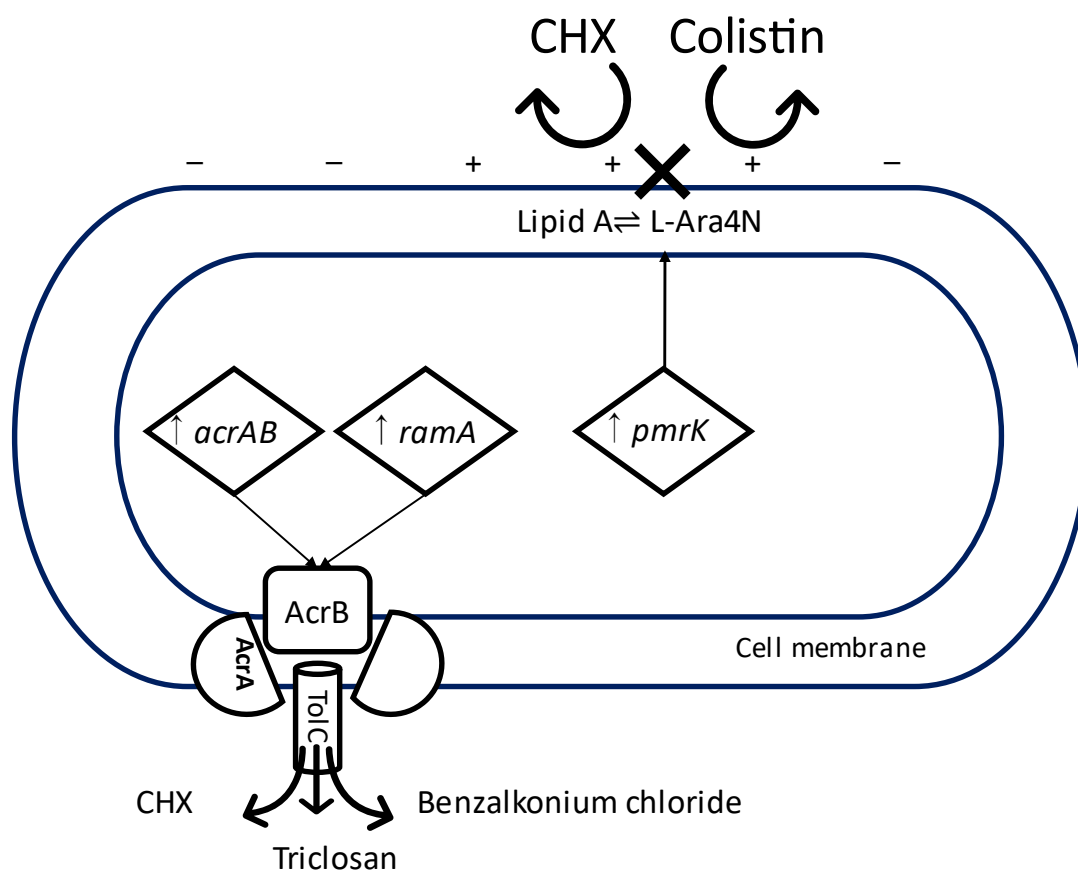 CHX Colistin
− − + + + −
Lipid A⇌ L-Ara4N
↑ acrAB ↑ ramA ↑ pmrK
AcrB
AcrA
TolC
Cell membrane
CHX
Benzalkonium chloride
Triclosan